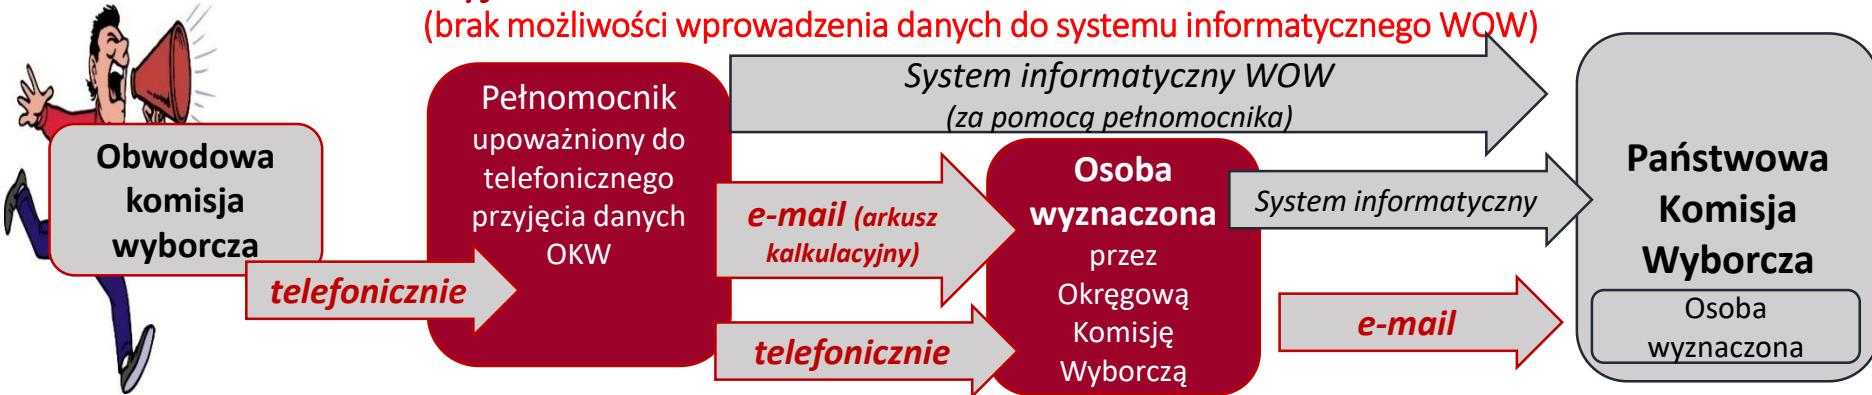 (brak możliwości wprowadzenia danych do systemu informatycznego WOW)
Obwodowa
komisja
wyborcza
telefonicznie
Pełnomocnik
upoważniony do
telefonicznego
przyjęcia danych
OKW
System informatyczny WOW
(za pomocą pełnomocnika)
e-mail (arkusz
kalkulacyjny)
telefonicznie
Osoba
wyznaczona
przez
Okręgową
Komisję
Wyborczą
System informatyczny
e-mail
Państwowa
Komisja
Wyborcza
Osoba
wyznaczona